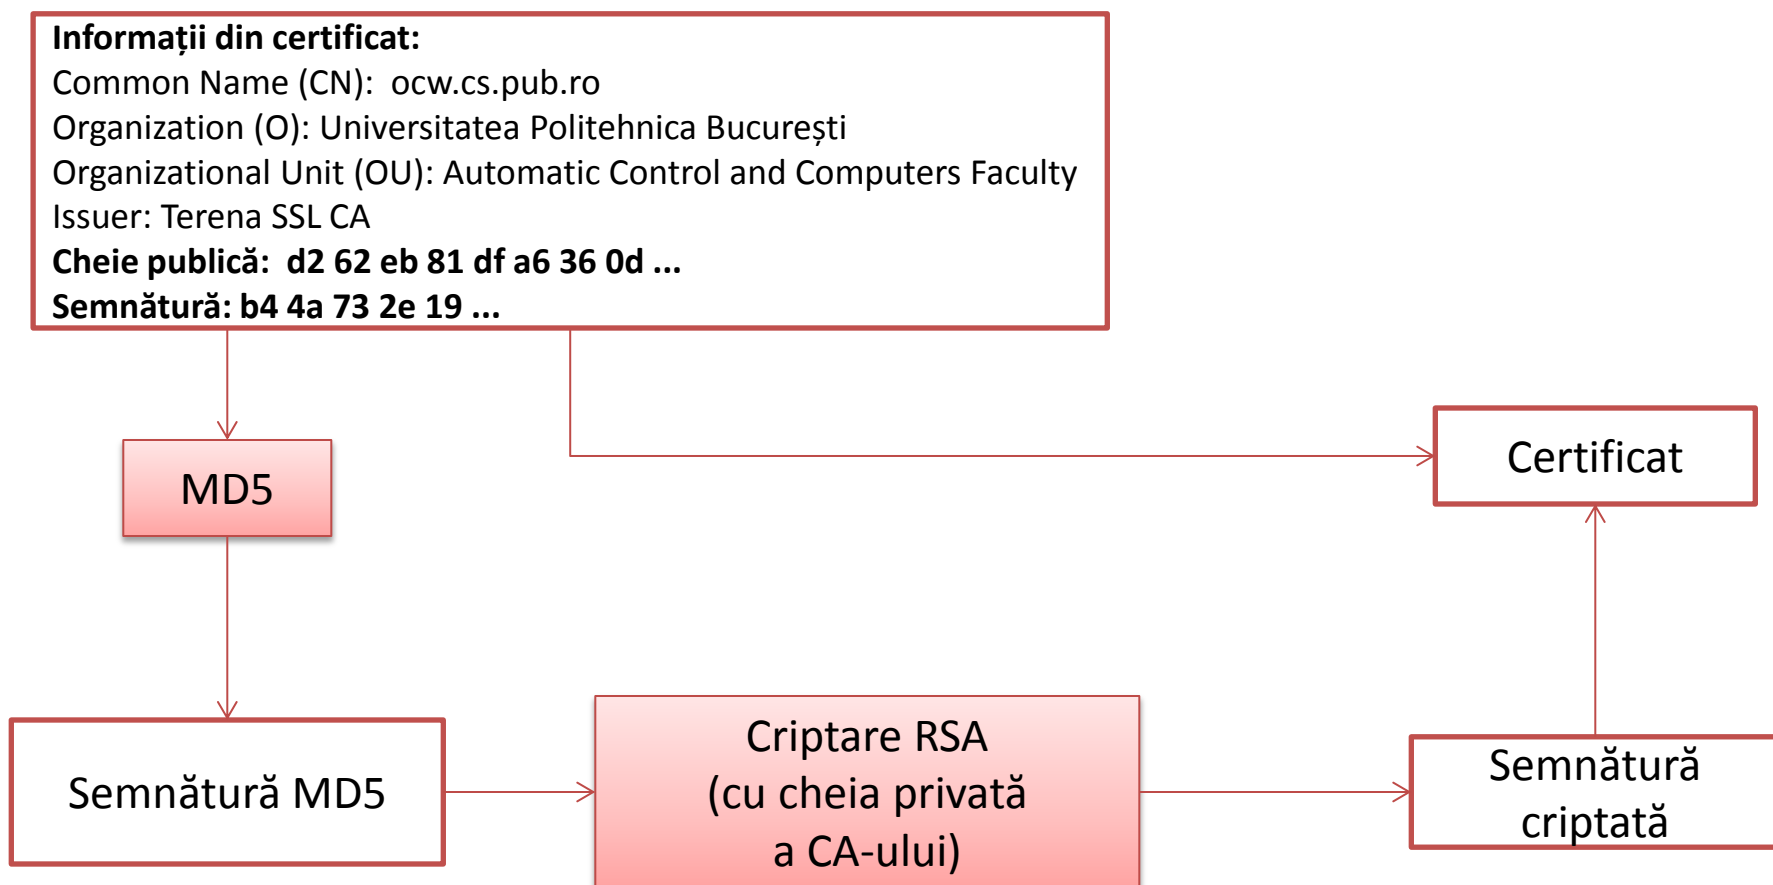 Informații din certificat:
Common Name (CN): ocw.cs.pub.ro
Organization (O): Universitatea Politehnica București
Organizational Unit (OU): Automatic Control and Computers Faculty
Issuer: Terena SSL CA
Cheie publică: d2 62 eb 81 df a6 36 0d ...
Semnătură: b4 4a 73 2e 19 ...
MD5
Certificat
Semnătură MD5
Criptare RSA
(cu cheia privată
a CA-ului)
Semnătură
criptată